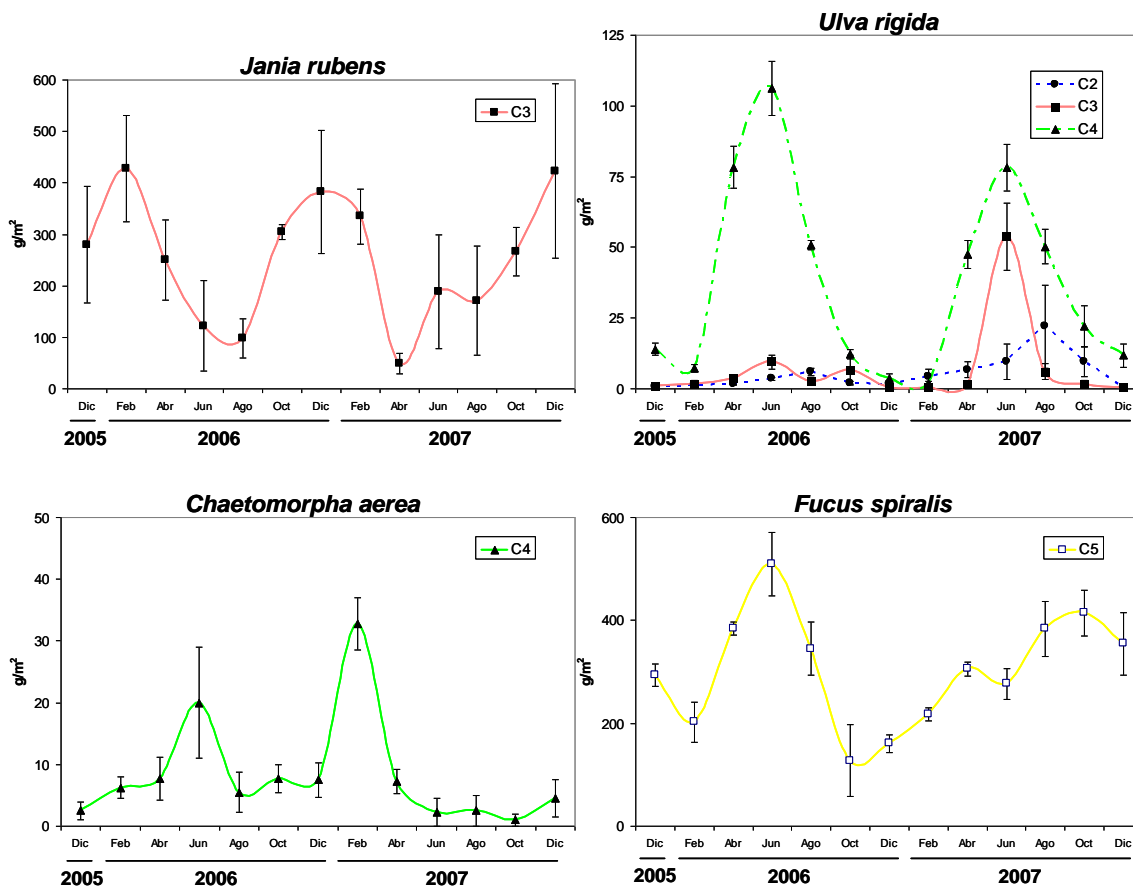 Jania rubens
600
500
400
300
200
100
0
g/m²
C3
Dic Feb Abr Jun Ago Oct Dic Feb Abr Jun Ago Oct Dic
2005 2006 2007
Ulva rigida
125
100
75
50
25
0
g/m²
C2
C3
C4
Dic Feb Abr Jun Ago Oct Dic Feb Abr Jun Ago Oct Dic
2005 2006 2007
Chaetomorpha aerea
50
40
30
20
10
0
g/m²
C4
Dic Feb Abr Jun Ago Oct Dic Feb Abr Jun Ago Oct Dic
2005 2006 2007
Fucus spiralis
600
400
200
0
g/m²
C5
Dic Feb Abr Jun Ago Oct Dic Feb Abr Jun Ago Oct Dic
2005 2006 2007